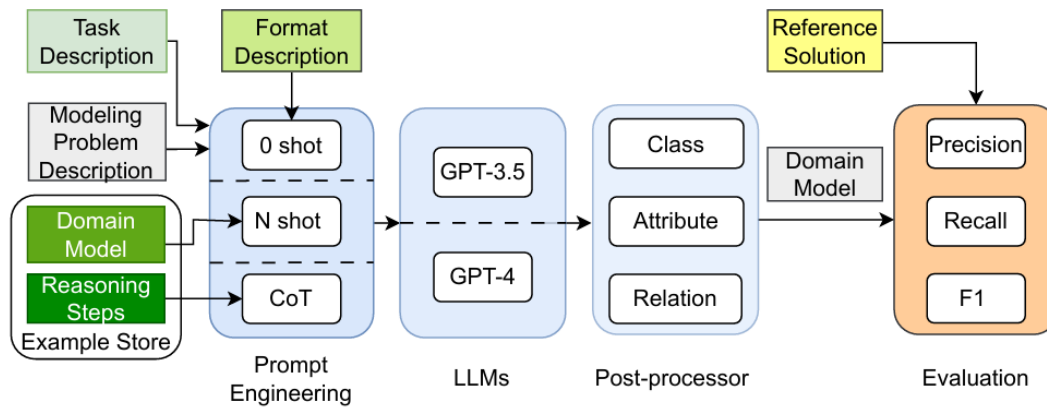 Task
Description
Format
Description
Reference
Solution
Modeling
Problem
Description
0 shot
Class
Precision
GPT-3.5
Domain
Model
Domain
Model
N shot
Attribute
Recall
GPT-4
Reasoning
Steps
CoT
Relation
F1
Example Store
Prompt
Engineering
LLMs
Post-processor
Evaluation